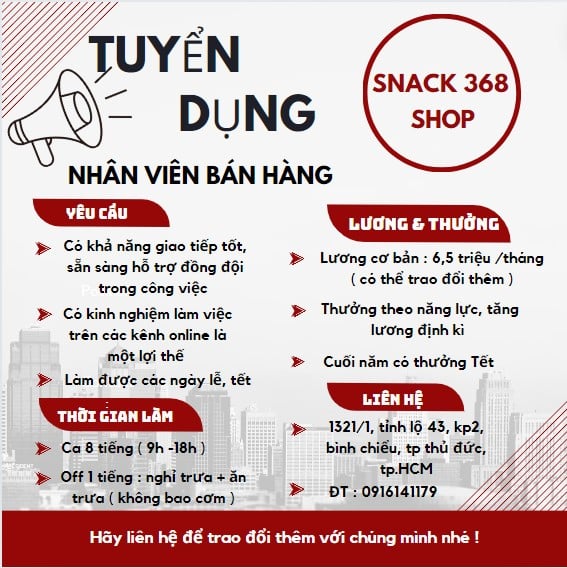 TUYỂN
DỤNG
SNACK 368
SHOP
NHÂN VIÊN BÁN HÀNG
YÊU CẦU
Có khả năng giao tiếp tốt,
sẵn sàng hỗ trợ đồng đội
trong công việc
Có kinh nghiệm làm việc
trên các kênh online là
một lợi thế
Làm được các ngày lễ, tết
THỜI GIAN LÀM
Ca 8 tiếng ( 9h -18h )
Off 1 tiếng : nghỉ trưa + ăn
trưa ( không bao cơm )
LƯƠNG & THƯỞNG
Lương cơ bản : 6,5 triệu /tháng
( có thể trao đổi thêm )
Thưởng theo năng lực, tăng
lương định kì
Cuối năm có thưởng Tết
LIÊN HỆ
1321/1, tỉnh lộ 43, kp2,
bình chiểu, tp thủ đức,
tp.HCM
ĐT : 0916141179
Hãy liên hệ để trao đổi thêm với chúng mình nhé !